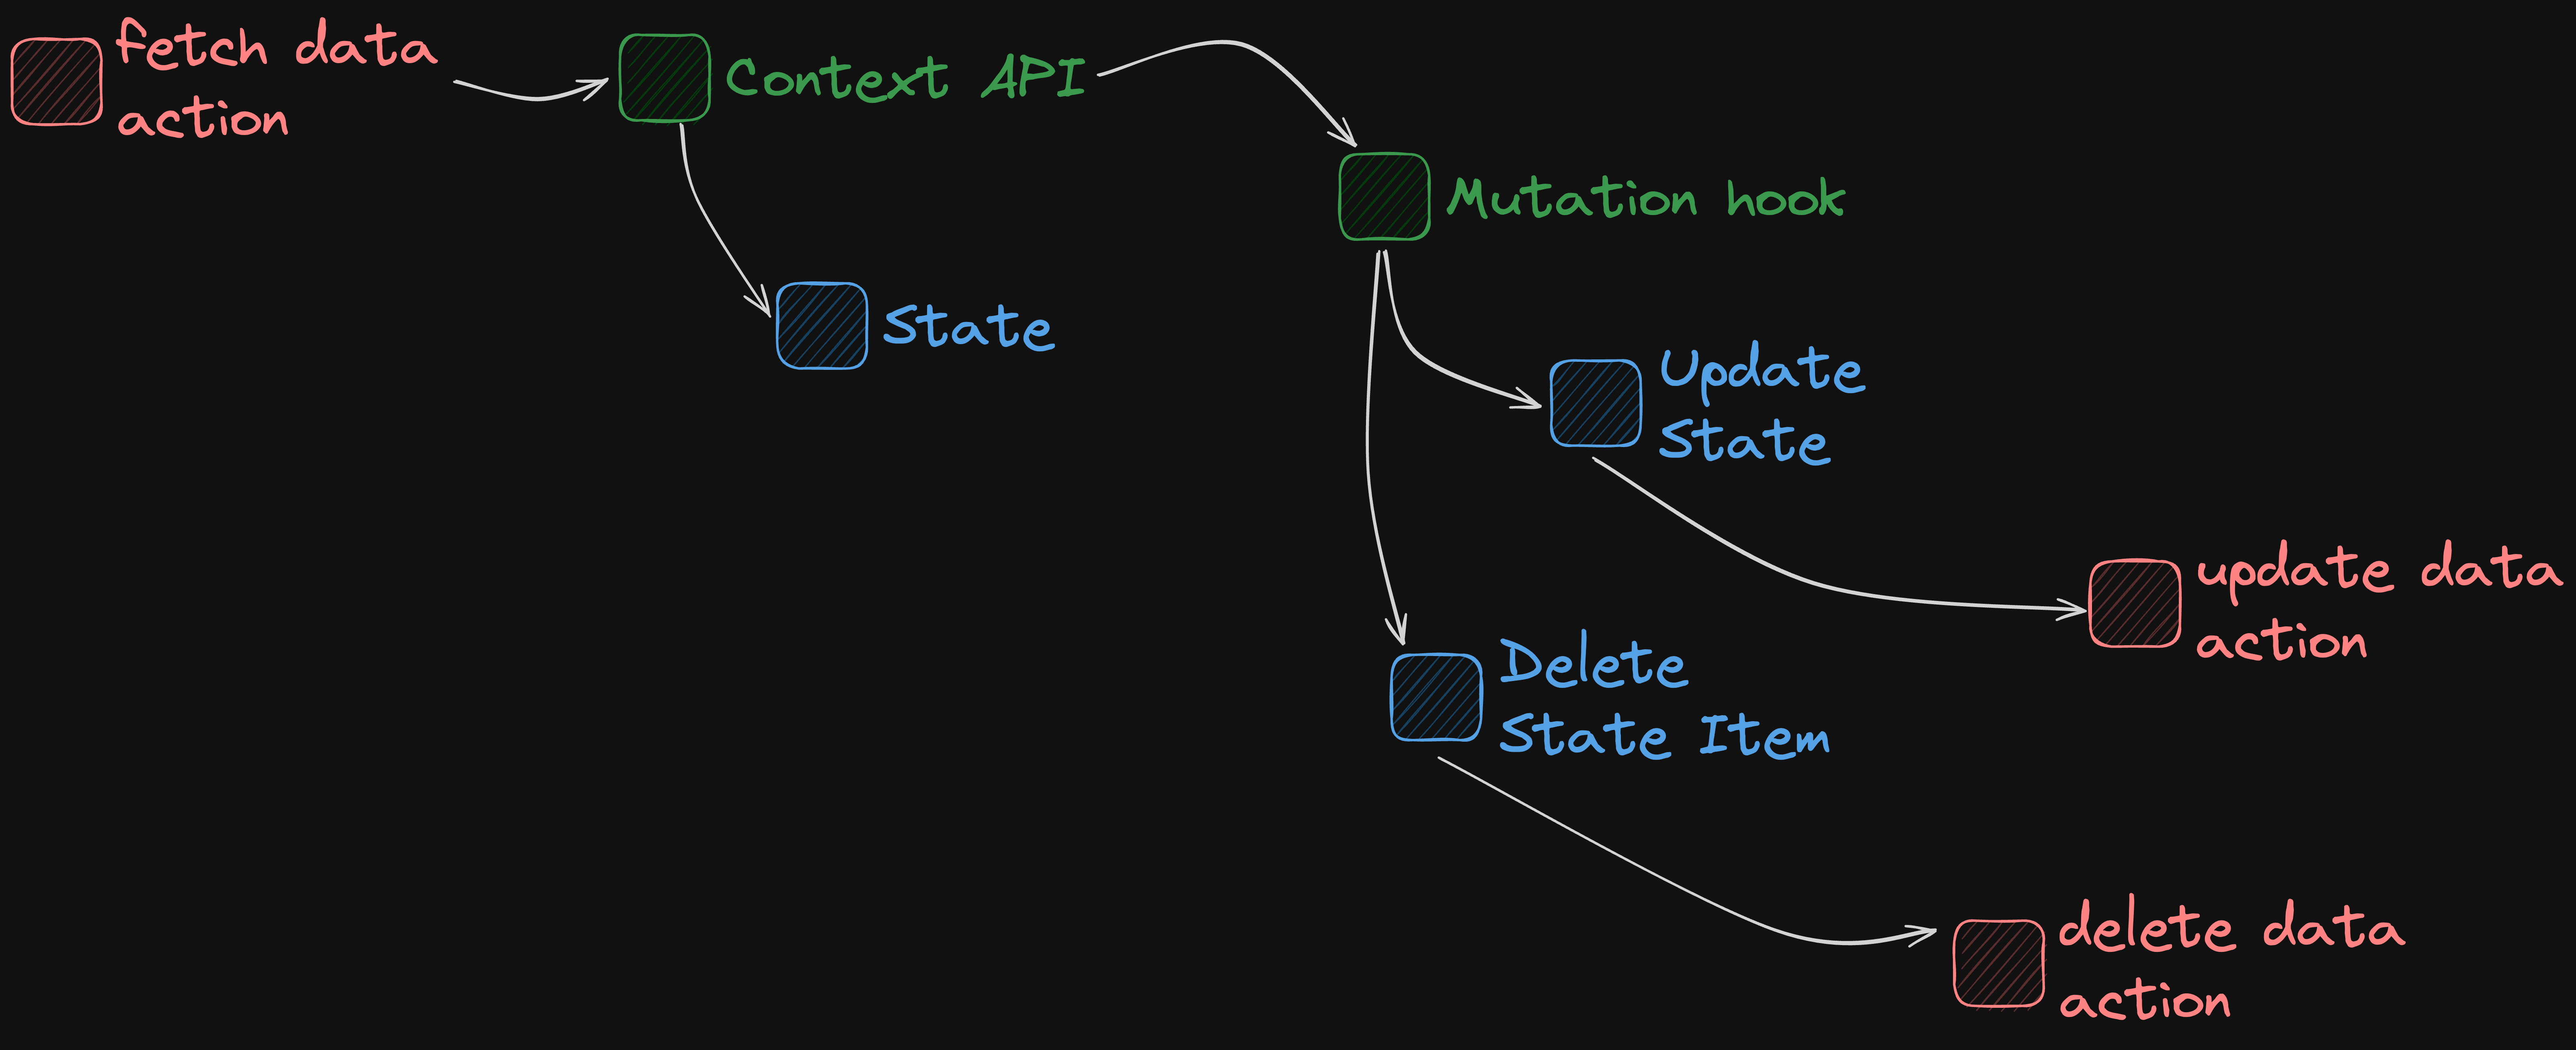 fetch data
action
Context API
Mutation hook
State
Update
State
update data
action
Delete
State Item
delete data
action